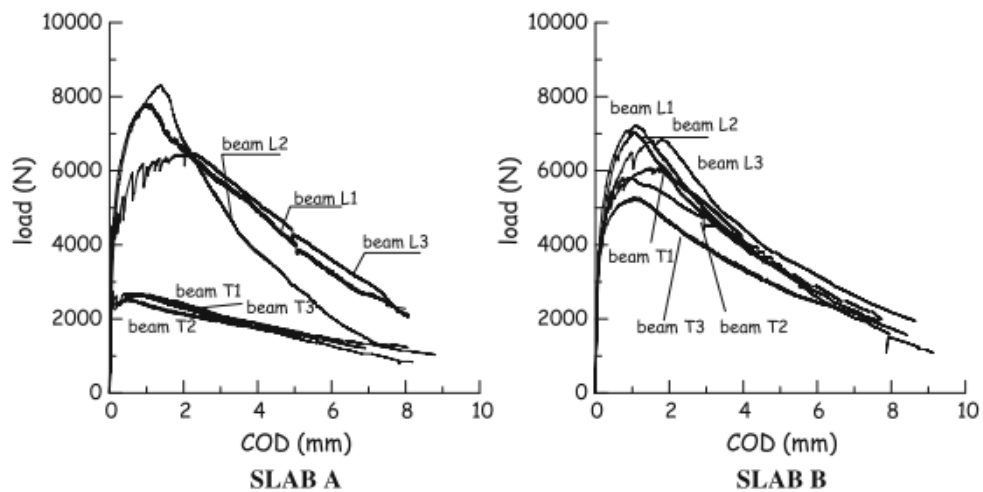 10000
8000
6000
4000
2000
0
load (N)
beam L2
beam L1
beam L3
beam T1
beam T3
beam T2
0
2
4
6
8
10
COD (mm)
SLAB A
10000
8000
6000
4000
2000
0
load (N)
beam L1
beam L2
beam L3
beam T1
beam T3
beam T2
0
2
4
6
8
10
COD (mm)
SLAB B